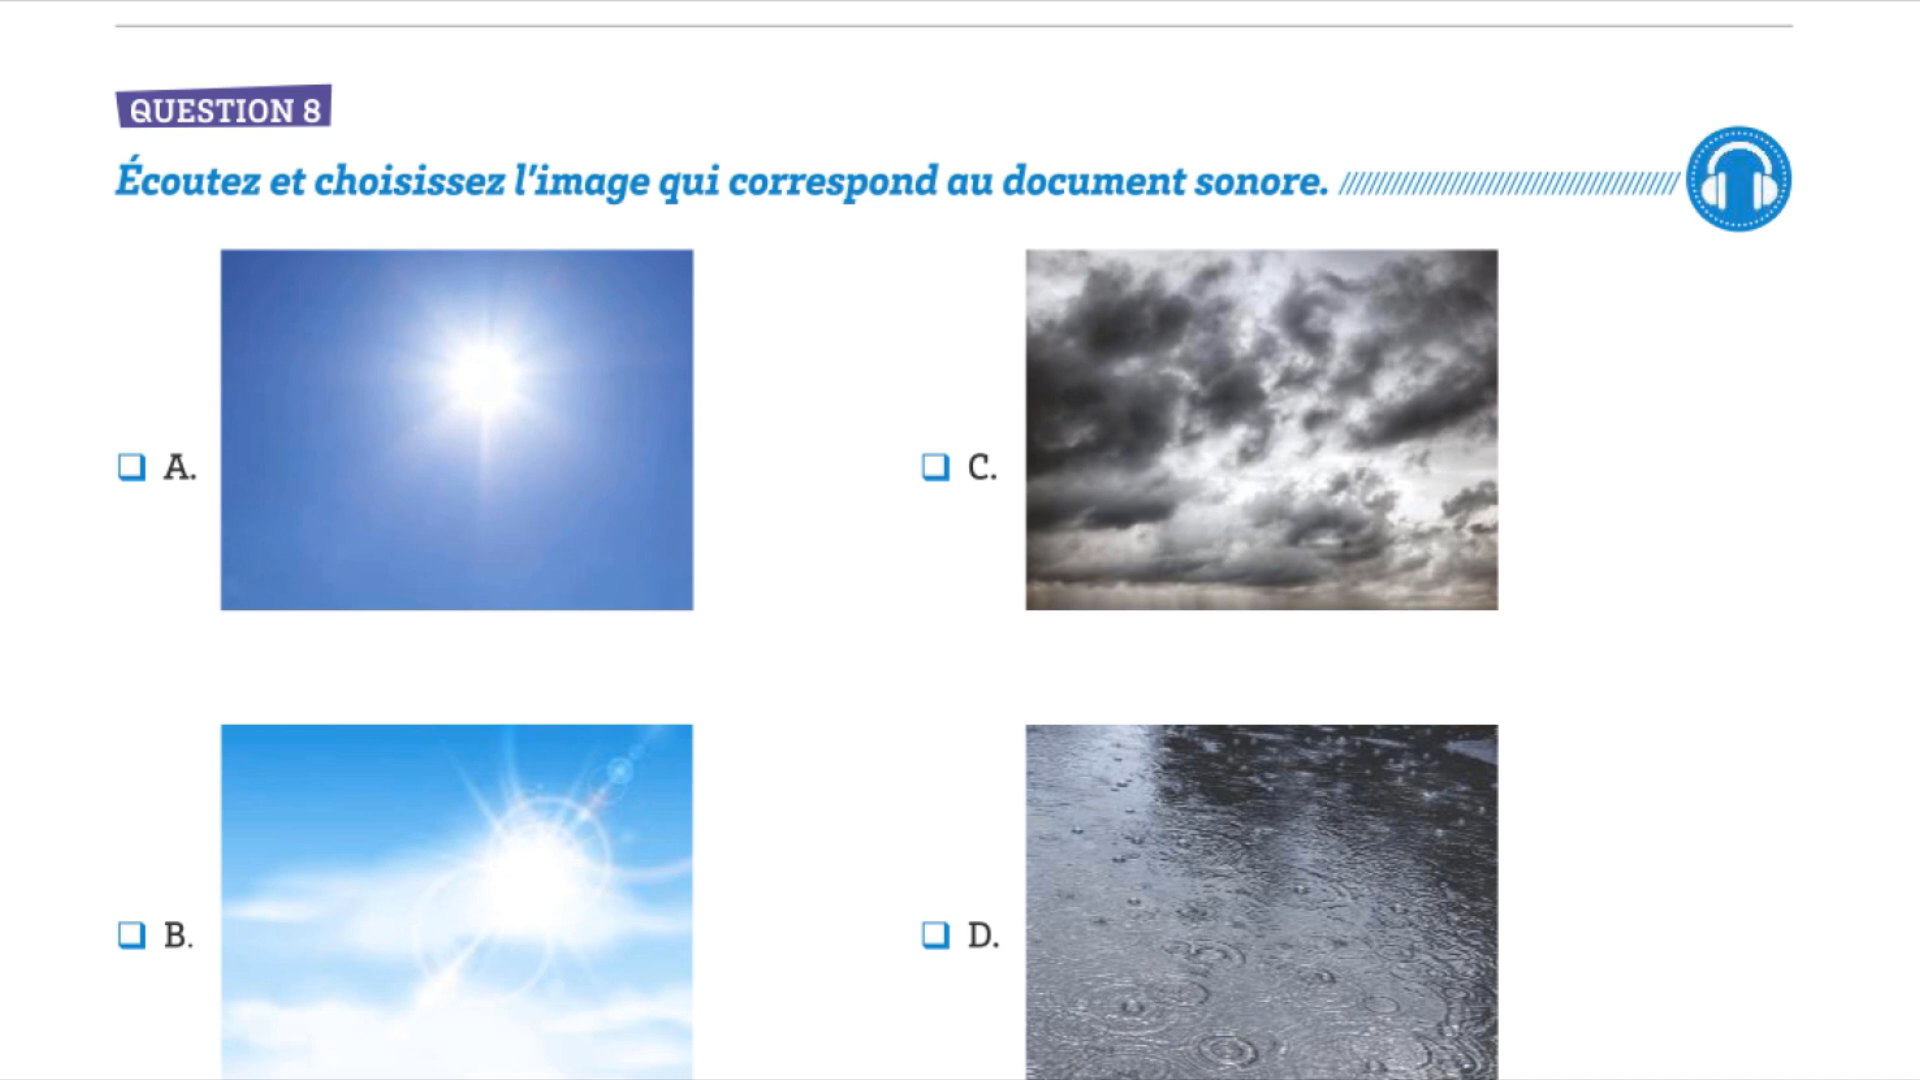 QUESTION 8
Écoutez et choisissez l'image qui correspond au document sonore.
A.
C.
B.
D.